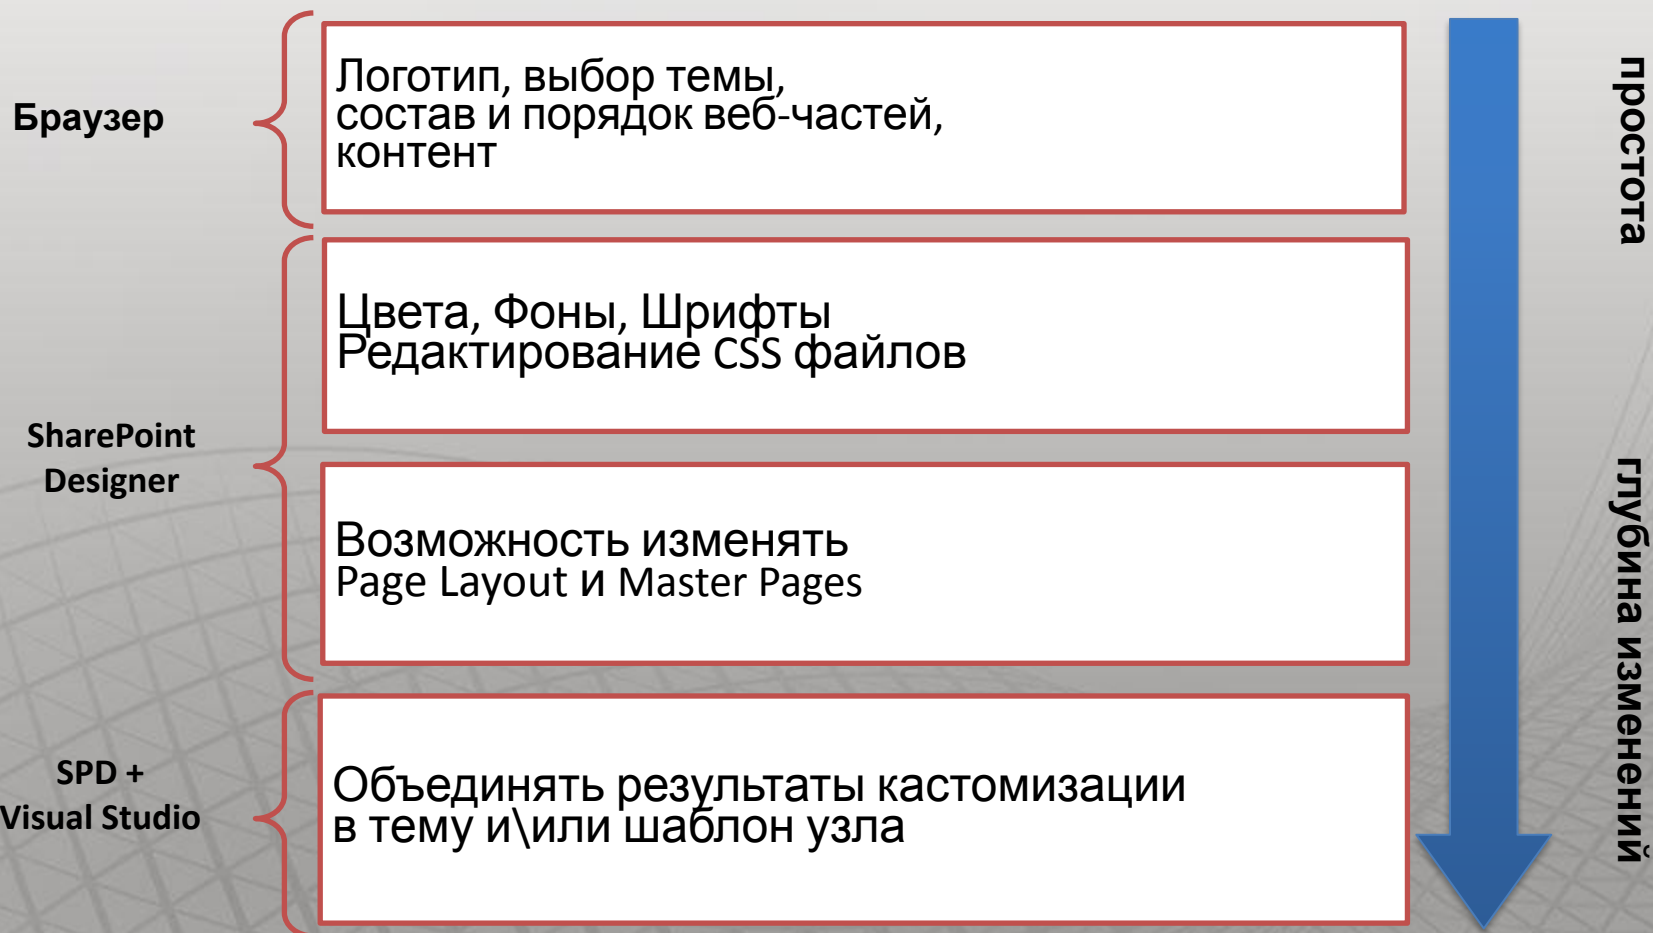 Браузер
Логотип, выбор темы,
состав и порядок веб-частей,
контент
простота
Цвета, Фоны, Шрифты
Редактирование CSS файлов
SharePoint
Designer
Возможность изменять
Page Layout и Master Pages
глубина изменений
SPD +
Visual Studio
Объединять результаты кастомизации
в тему и\или шаблон узла